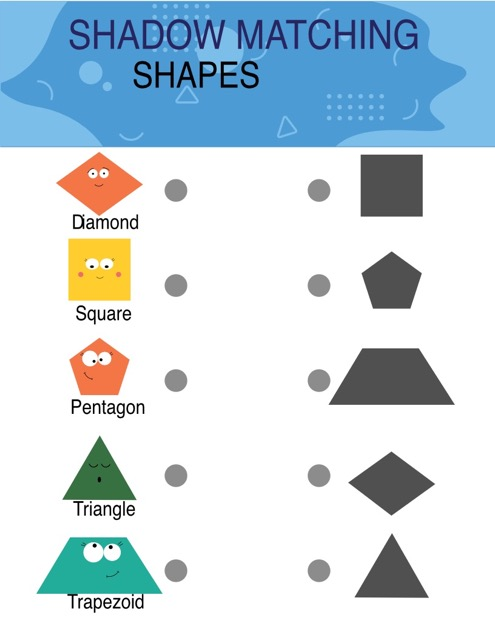 SHADOW MATCHING
SHAPES
Diamond
Square
Pentagon
Triangle
Trapezoid